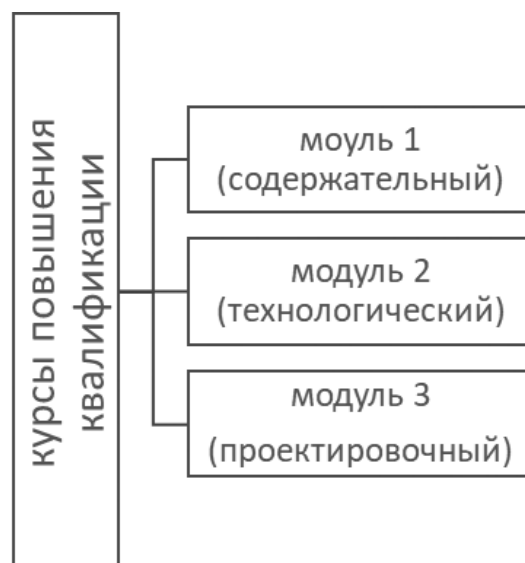 курсы повышения
квалификации
моуль 1
(содержательный)
модуль 2
(технологический)
модуль 3
(проектировочный)